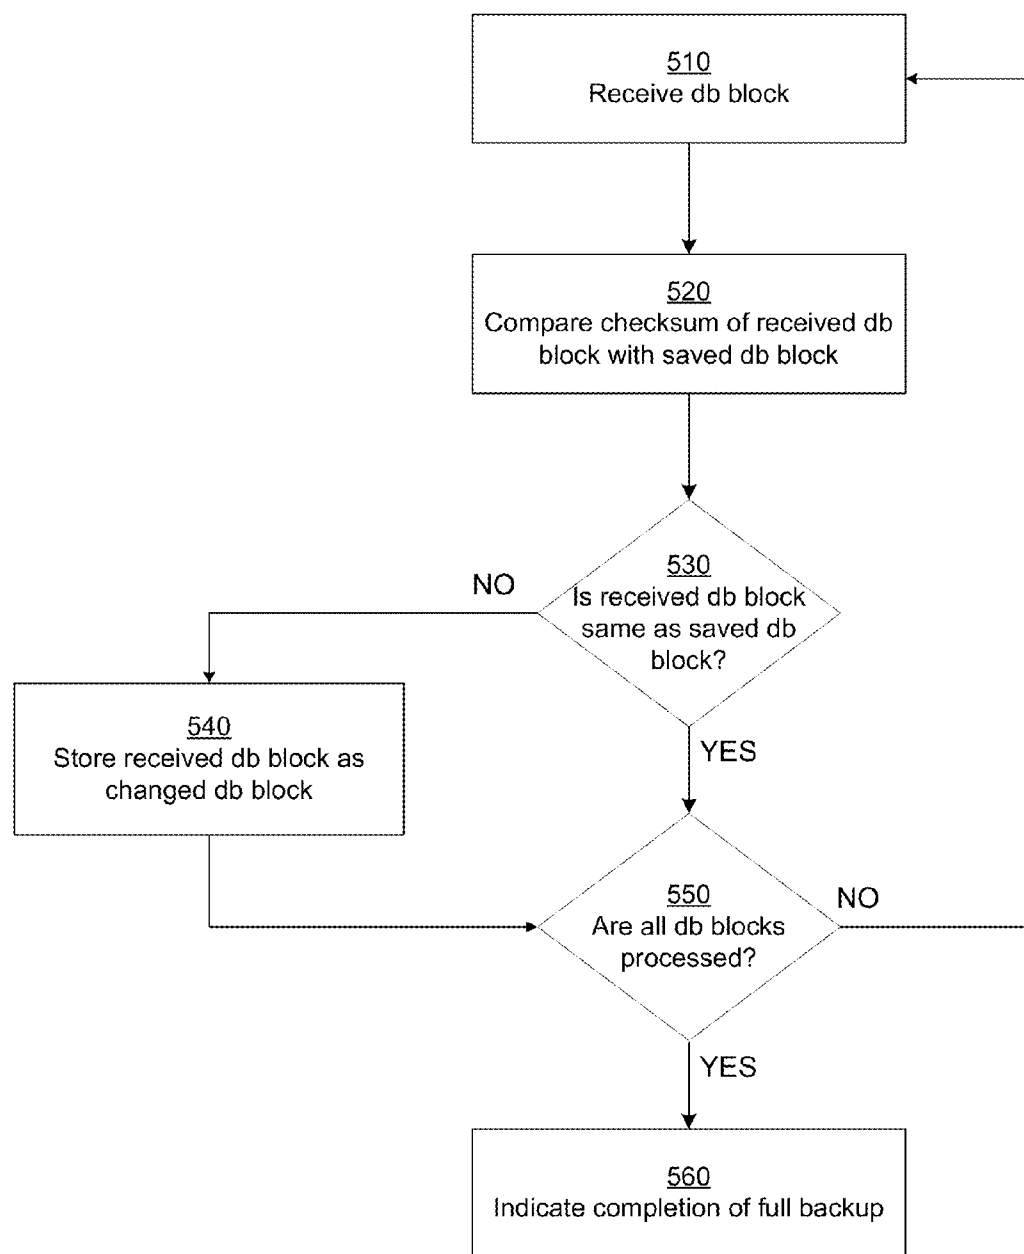 510
Receive db block
520
Compare checksum of received db
block with saved db block
530
Is received db block
same as saved db
block?
NO
YES
540
Store received db block as
changed db block
550
Are all db blocks
processed?
NO
YES
560
Indicate completion of full backup